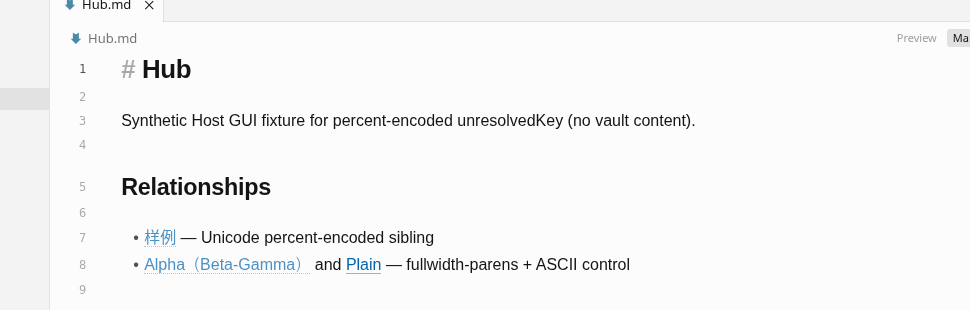 Hub.md
Hub.md Preview
1 # Hub
2
3 Synthetic Host GUI fixture for percent-encoded unresolvedKey (no vault content).
4
5 Relationships
6
7 • 样例 — Unicode percent-encoded sibling
8 • Alpha（Beta-Gamma） and Plain — fullwidth-parens + ASCII control
9